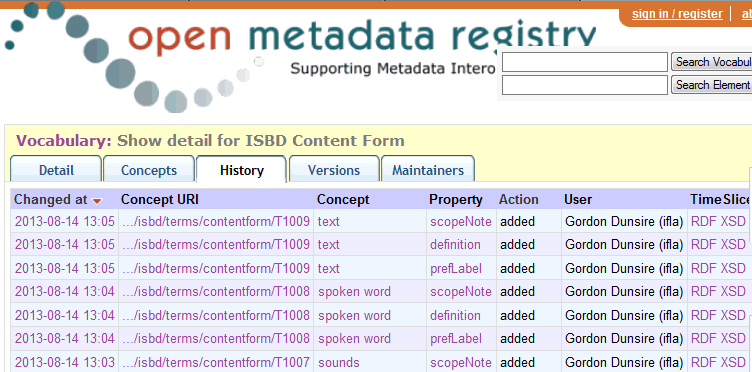 sign in / register
open metadata registry
Supporting Metadata Intero
Search Vocabul
Search Element
Vocabulary: Show detail for ISBD Content Form
Detail Concepts History Versions Maintainers
Changed at Concept URI Concept Property Action User TimeSlice
2013-08-14 13:05 .../isbd/terms/contentform/T1009 text scopeNote added Gordon Dunsire (ifla) RDF XSD
2013-08-14 13:05 .../isbd/terms/contentform/T1009 text definition added Gordon Dunsire (ifla) RDF XSD
2013-08-14 13:05 .../isbd/terms/contentform/T1009 text prefLabel added Gordon Dunsire (ifla) RDF XSD
2013-08-14 13:04 .../isbd/terms/contentform/T1008 spoken word scopeNote added Gordon Dunsire (ifla) RDF XSD
2013-08-14 13:04 .../isbd/terms/contentform/T1008 spoken word definition added Gordon Dunsire (ifla) RDF XSD
2013-08-14 13:04 .../isbd/terms/contentform/T1008 spoken word prefLabel added Gordon Dunsire (ifla) RDF XSD
2013-08-14 13:03 .../isbd/terms/contentform/T1007 sounds scopeNote added Gordon Dunsire (ifla) RDF XSD